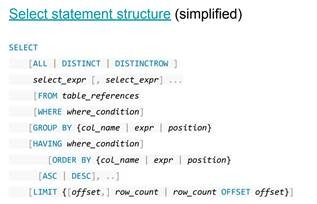 Select statement structure (simplified)
SELECT
[ALL | DISTINCT | DISTINCTROW ]
select_expr [, select_expr] ...
[FROM table_references
[WHERE where_condition]
[GROUP BY {col_name | expr | position}
[HAVING where_condition]
[ORDER BY {col_name | expr | position}
[ASC | DESC], ..]
[LIMIT {[offset,] row_count | row_count OFFSET offset}]